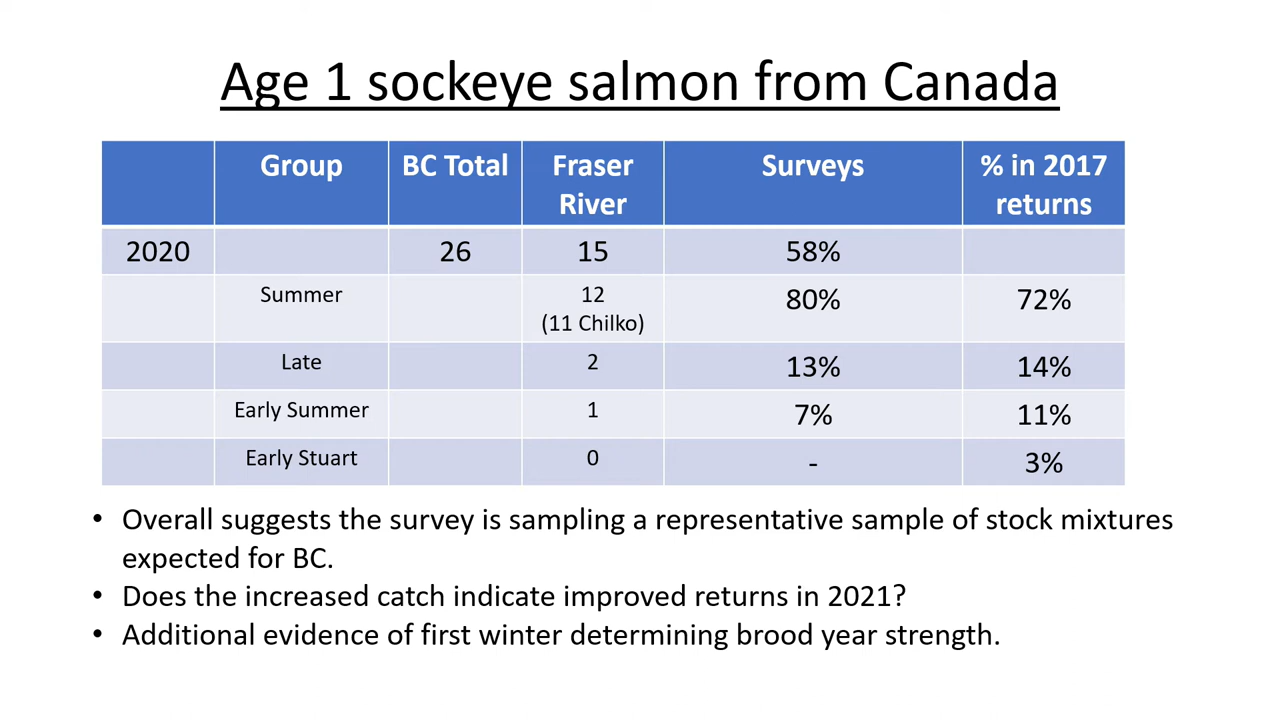 Age 1 sockeye salmon from Canada
Group BC Total Fraser River Surveys % in 2017 returns
2020 26 15 58%
Summer 12 (11 Chilko) 80% 72%
Late 2 13% 14%
Early Summer 1 7% 11%
Early Stuart 0 - 3%
• Overall suggests the survey is sampling a representative sample of stock mixtures
expected for BC.
• Does the increased catch indicate improved returns in 2021?
• Additional evidence of first winter determining brood year strength.